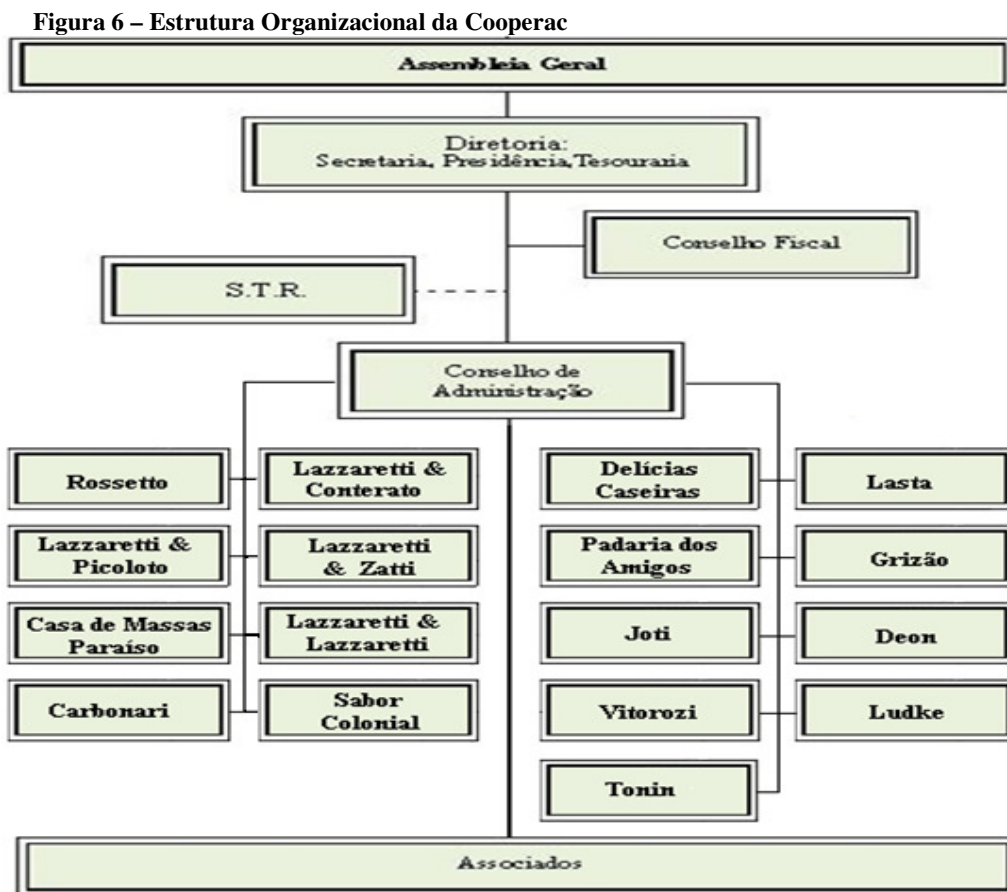 Figura 6 – Estrutura Organizacional da Cooperac
Assembleia Geral
Diretoria:
Secretaria, Presidência,Tesouraria
Conselho Fiscal
S.T.R.
Conselho de
Administração
Rossetto
Lazzaretti &
Conterato
Delícias
Caseiras
Lasta
Lazzaretti &
Picoloto
Lazzaretti
& Zatti
Padaria dos
Amigos
Grizão
Casa de Massas
Paraíso
Lazzaretti &
Lazzaretti
Joti
Deon
Carbonari
Sabor
Colonial
Vitorozi
Ludke
Tonin
Associados